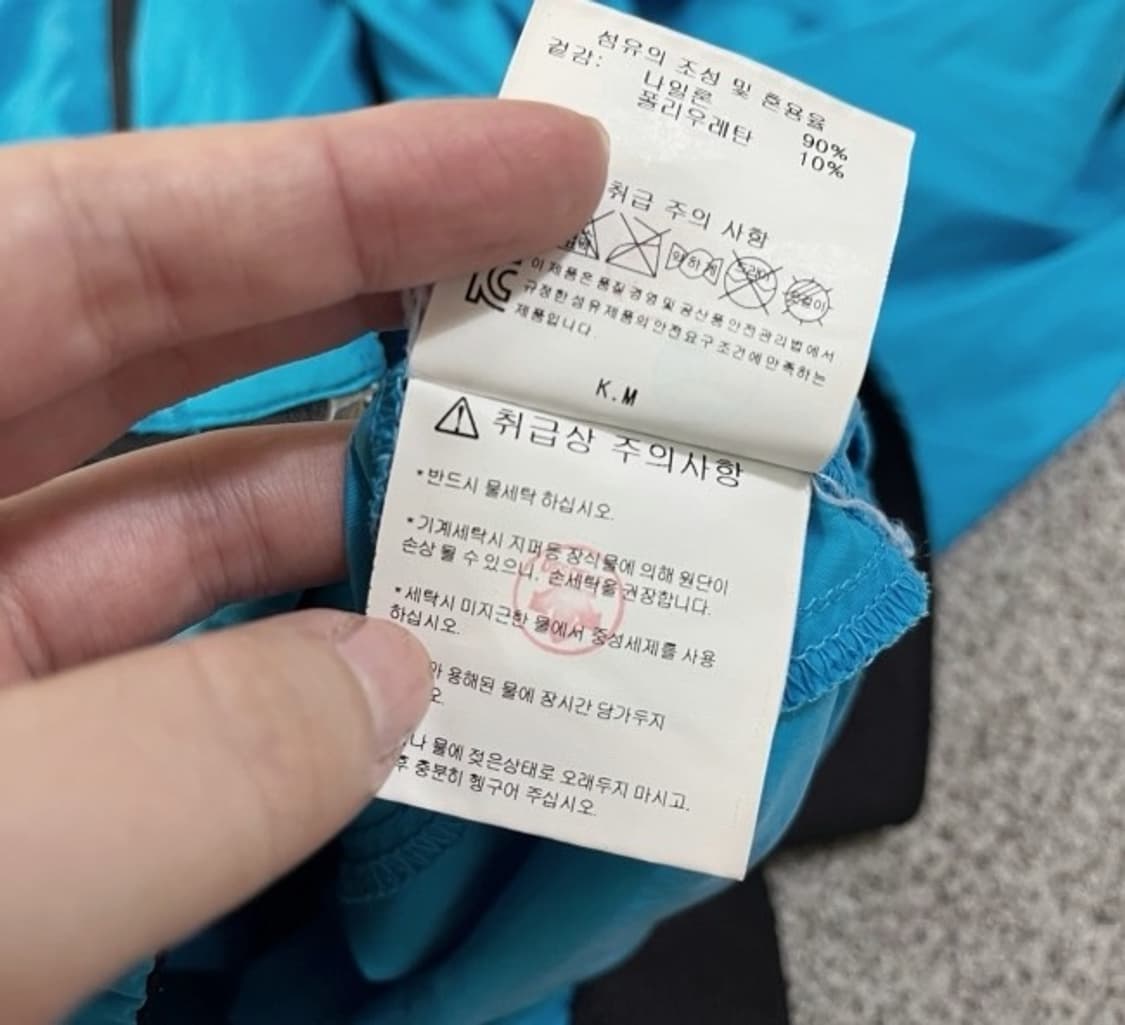 섬유의 조성 및 혼용율
겉감: 나일론 90%
폴리우레탄 10%
취급 주의 사항
약하게 드라이
이 제품은 품질경영 및 공산품안전관리법에서
규정한 섬유제품의 안전요구 조건에 만족하는
제품입니다.
K.M
취급상 주의사항
*반드시 물세탁 하십시오.
*기계세탁시 지퍼등 장식물에 의해 원단이
손상 될 수 있으니, 손세탁을 권장합니다.
*세탁시 미지근한 물에서 중성세제를 사용
하십시오.
용해된 물에 장시간 담가두지
오.
나 물에 젖은상태로 오래두지 마시고,
후 충분히 헹구어 주십시오.